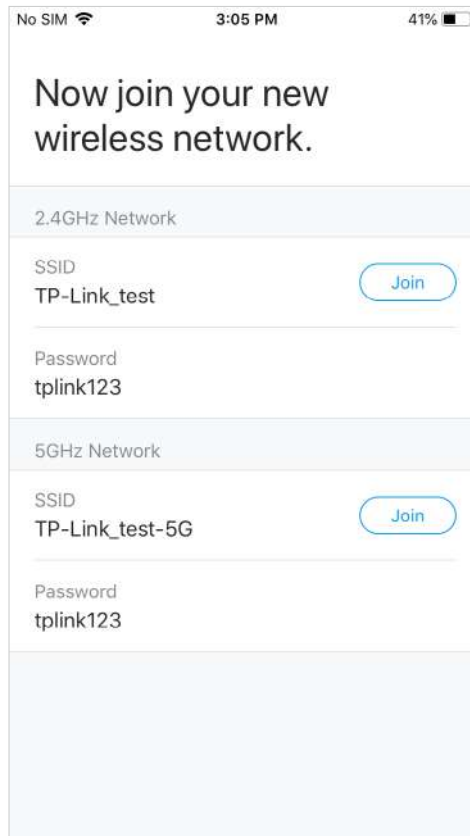 No SIM 3:05 PM 41%
Now join your new
wireless network.
2.4GHz Network
SSID
TP-Link_test
Join
Password
tplink123
5GHz Network
SSID
TP-Link_test-5G
Join
Password
tplink123